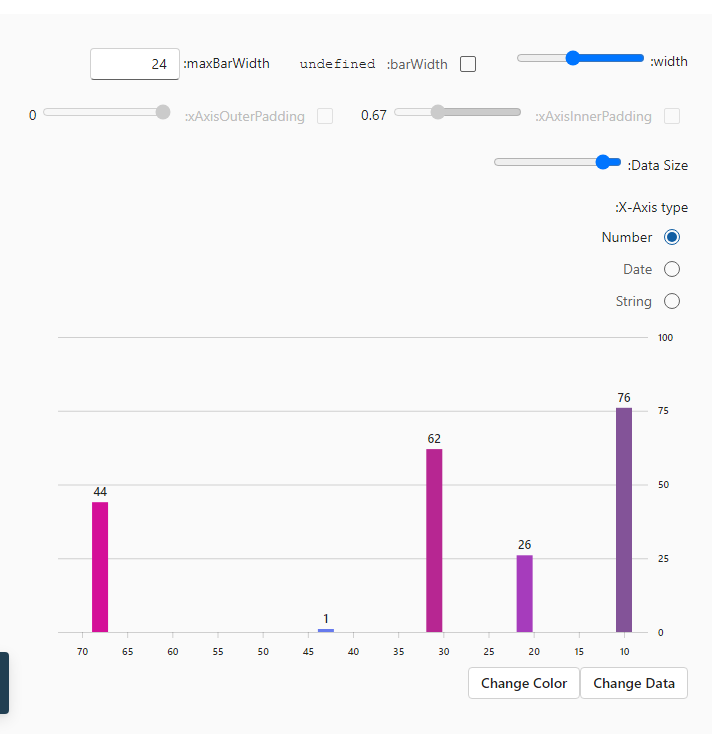 :width
:barWidth undefined
:maxBarWidth 24
:xAxisInnerPadding 0.67
:xAxisOuterPadding 0
:Data Size
:X-Axis type
Number
Date
String
100
76
75
62
50
44
26
25
1
0
70 65 60 55 50 45 40 35 30 25 20 15 10
Change Color Change Data